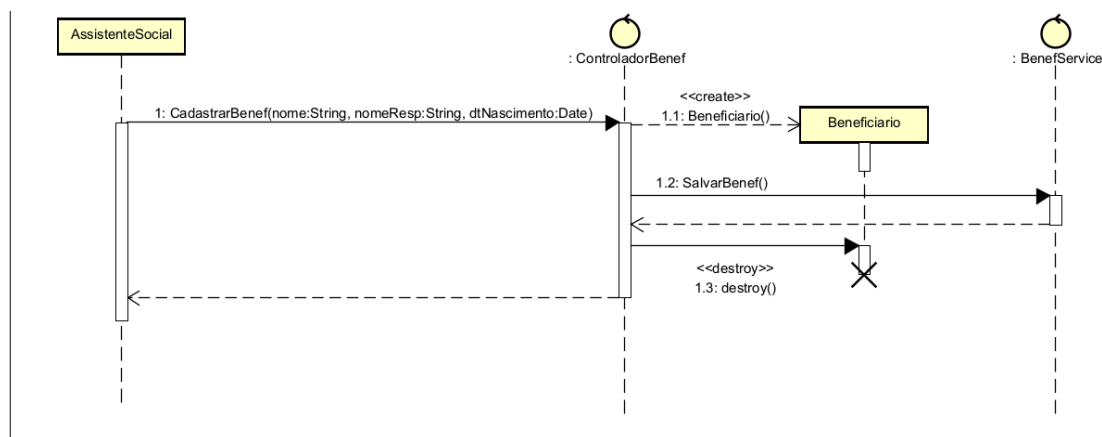 AssistenteSocial
: ControladorBenef
: BenefService
<<create>>
1: CadastrarBenef(nome:String, nomeResp:String, dtNascimento:Date)
1.1: Beneficiario()
Beneficiario
1.2: SalvarBenef()
<<destroy>>
1.3: destroy()